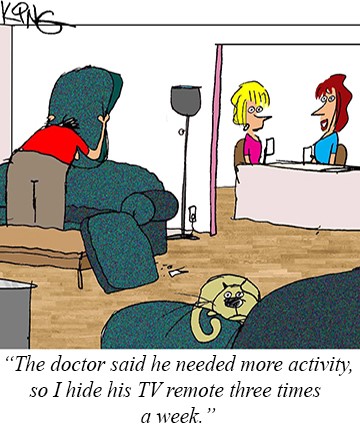 KING
“The doctor said he needed more activity,
so I hide his TV remote three times
a week.”